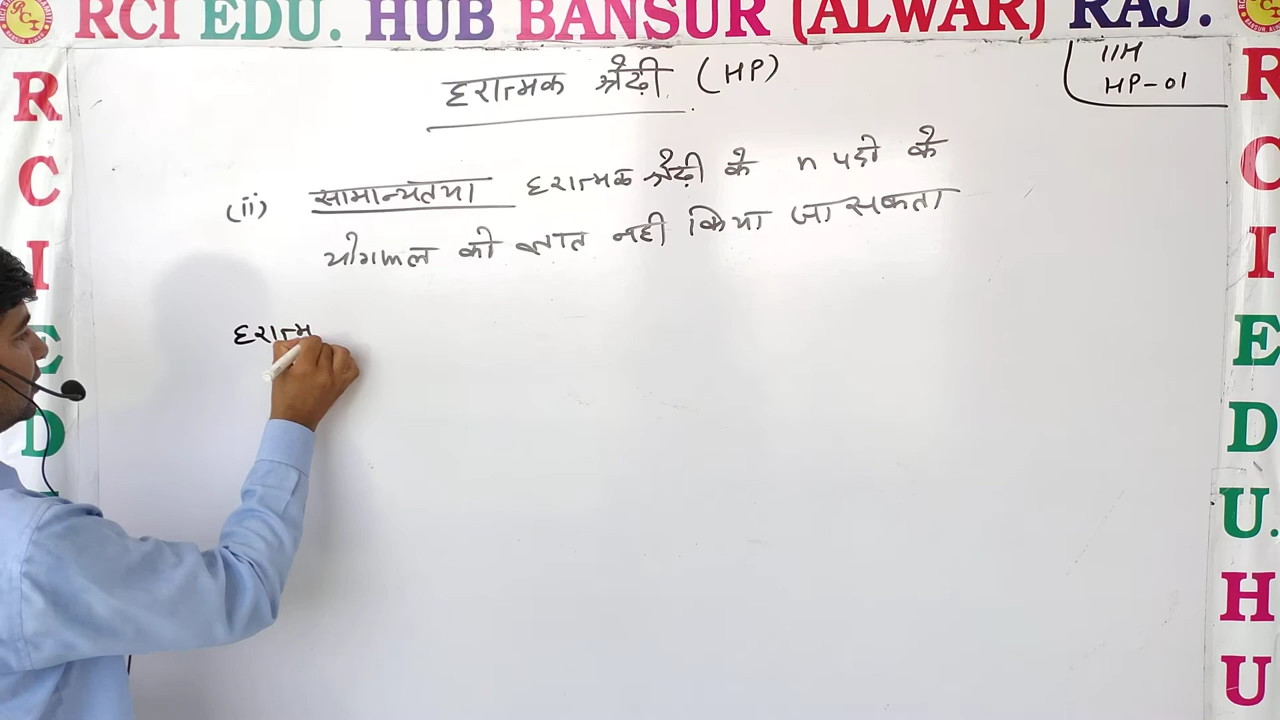 RCI EDU. HUB BANSUR (ALWAR) RAJ.
हरात्मक श्रेढ़ी (HP)
11M
HP-01
(ii) सामान्यतया हरात्मक श्रेढ़ी के n पदो के
योगफल को ज्ञात नही किया जा सकता
हरात्म
R
C
I
E
D
R
C
I
E
D
U.
H
U